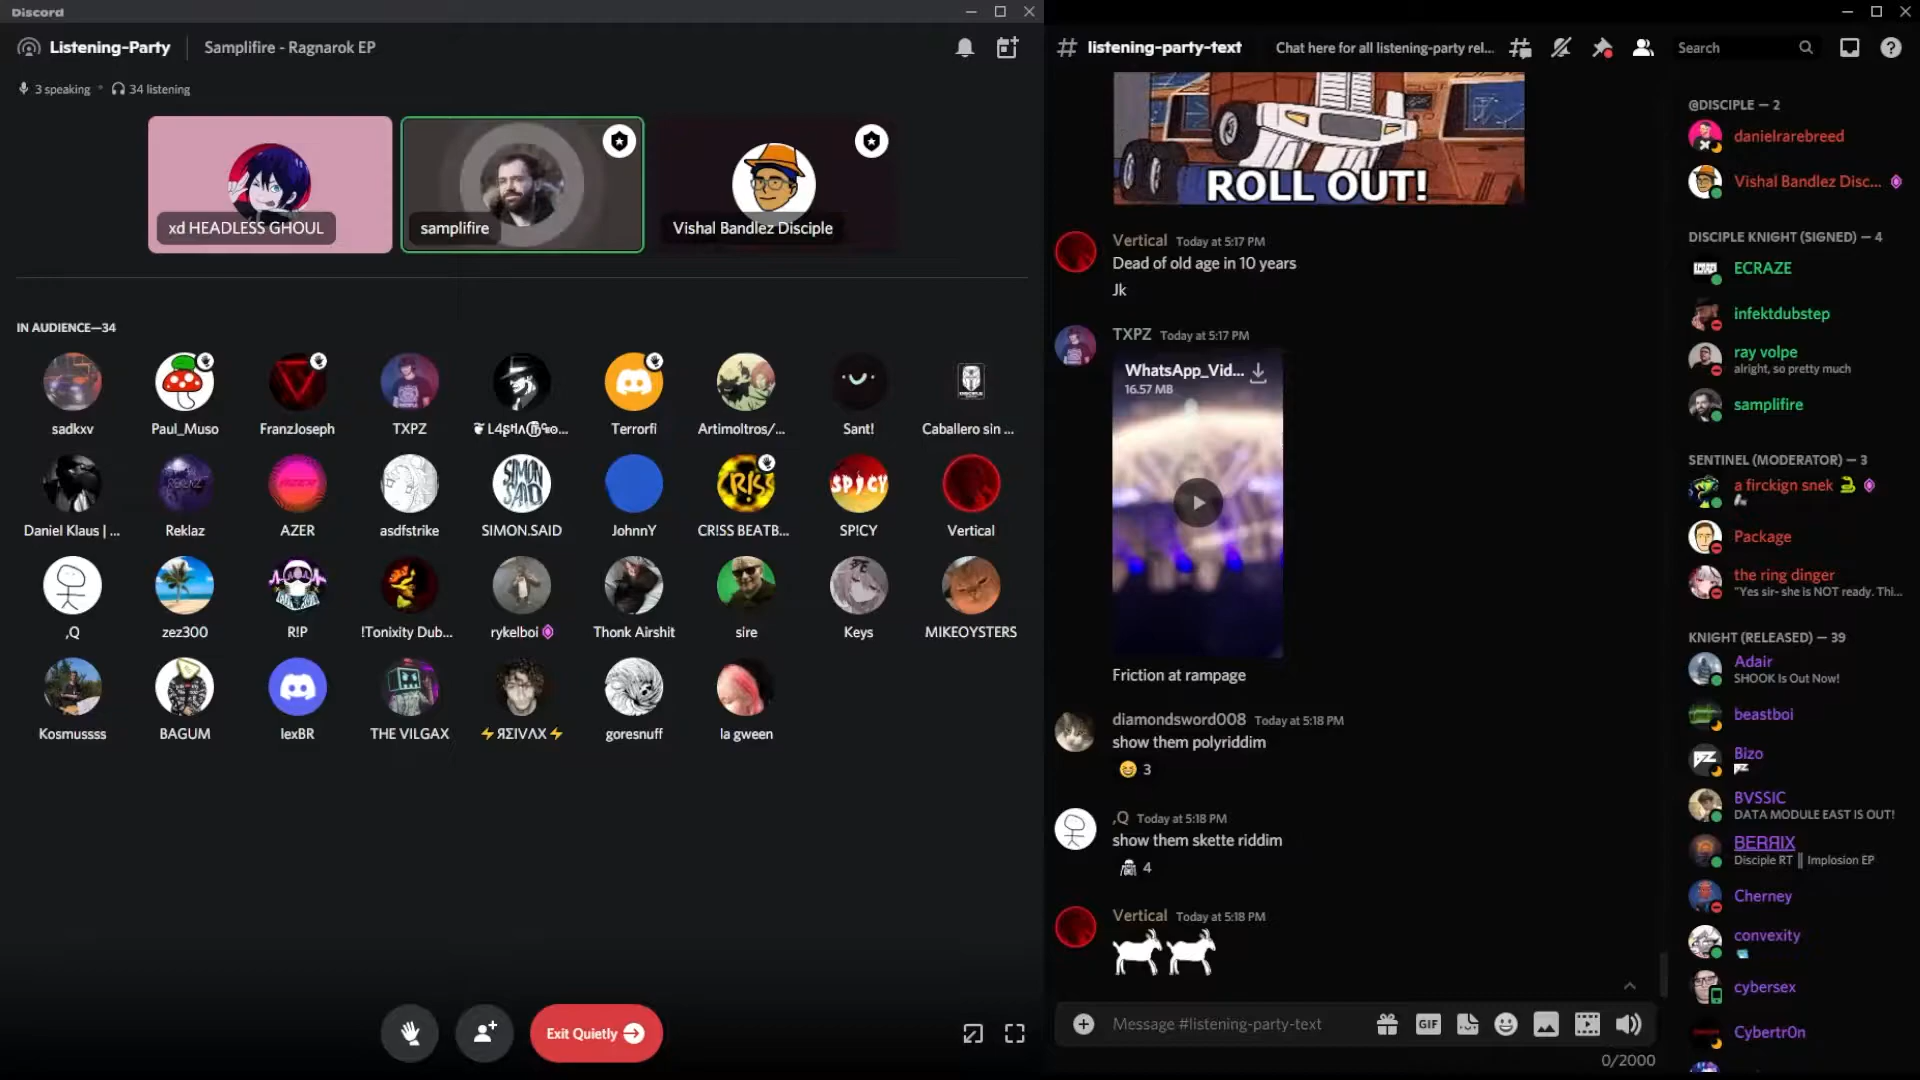 Discord
Listening-Party
Samplifire - Ragnarok EP
3 speaking • 34 listening
xd HEADLESS GHOUL
samplifire
Vishal Bandlez Disciple
IN AUDIENCE—34
sadkxv
Paul_Muso
FranzJoseph
TXPZ
Terrorfi
Artimoltros/...
Sant!
Caballero sin ...
Daniel Klaus | ...
Reklaz
AZER
asdfstrike
SIMON.SAID
JohnnY
CR!SS BEATB...
SP!CY
Vertical
,Q
zez300
R!P
!Tonixity Dub...
rykelboi
Thonk Airshit
sire
Keys
MIKEOYSTERS
Kosmussss
BAGUM
lexBR
THE VILGAX
⚡ЯΣIVΛX⚡
goresnuff
la gween
Exit Quietly
listening-party-text
Chat here for all listening-party rel...
Search
ROLL OUT!
Vertical Today at 5:17 PM
Dead of old age in 10 years
Jk
TXPZ Today at 5:17 PM
WhatsApp_Vid...
16.57 MB
Friction at rampage
diamondsword008 Today at 5:18 PM
show them polyriddim
3
,Q Today at 5:18 PM
show them skette riddim
4
Vertical Today at 5:18 PM
Message #listening-party-text
GIF
0/2000
@DISCIPLE — 2
danielrarebreed
Vishal Bandlez Disc...
DISCIPLE KNIGHT (SIGNED) — 4
ECRAZE
infektdubstep
ray volpe
alright, so pretty much
samplifire
SENTINEL (MODERATOR) — 3
a firckign snek
Package
the ring dinger
"Yes sir- she is NOT ready. Thi...
KNIGHT (RELEASED) — 39
Adair
SHOOK Is Out Now!
beastboi
Bizo
BVSSIC
DATA MODULE EAST IS OUT!
BERЯIX
Disciple RT ║ Implosion EP
Cherney
convexity
cybersex
Cybertr0n